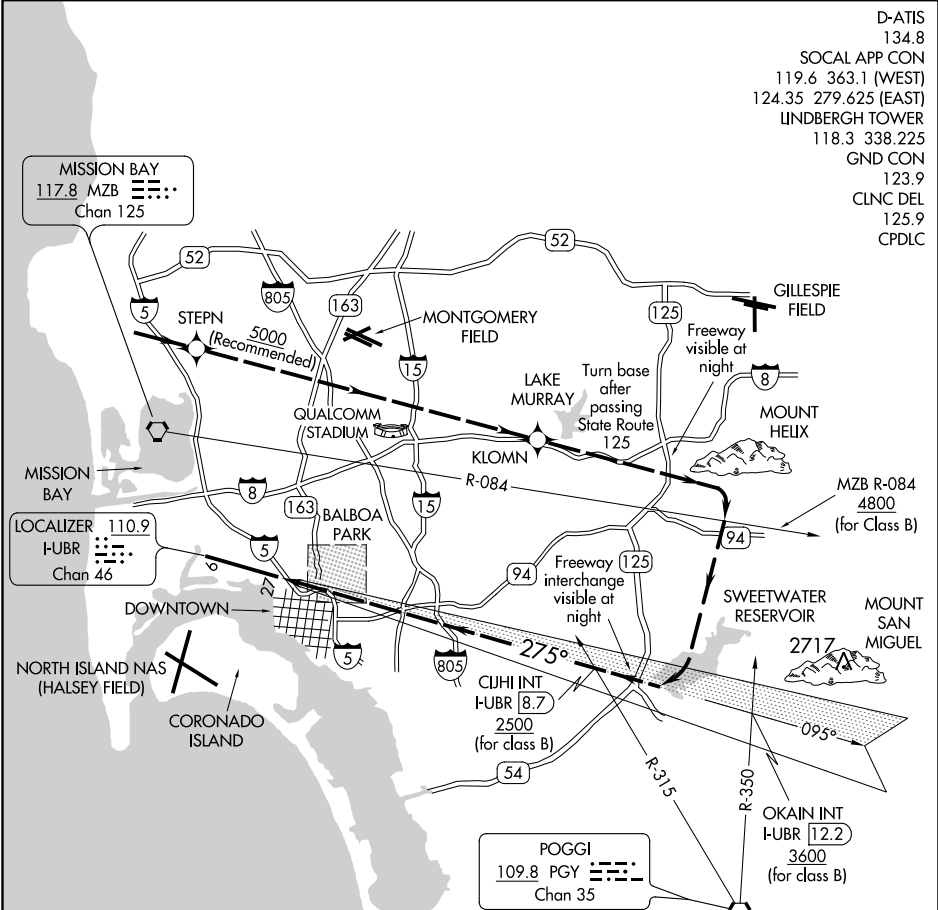 D-ATIS
134.8
SOCAL APP CON
119.6 363.1 (WEST)
124.35 279.625 (EAST)
LINDBERGH TOWER
118.3 338.225
GND CON
123.9
CLNC DEL
125.9
CPDLC
MISSION BAY
117.8 MZB
Chan 125
52
52
5
805
163
125
GILLESPIE
FIELD
STEPN
5000
(Recommended)
MONTGOMERY
FIELD
Freeway
visible at
night
15
LAKE
MURRAY
Turn base
after
passing
State Route
125
8
QUALCOMM
STADIUM
MOUNT
HELIX
KLOMN
MISSION
BAY
R-084
MZB R-084
4800
(for Class B)
8
163
15
94
LOCALIZER 110.9
I-UBR
Chan 46
BALBOA
PARK
5
9
27
94
Freeway
interchange
visible at
night
125
DOWNTOWN
SWEETWATER
RESERVOIR
MOUNT
SAN
MIGUEL
2717
5
805
275°
NORTH ISLAND NAS
(HALSEY FIELD)
CORONADO
ISLAND
CIJHI INT
I-UBR 8.7
2500
(for class B)
095°
54
R-315
R-350
OKAIN INT
I-UBR 12.2
3600
(for class B)
POGGI
109.8 PGY
Chan 35